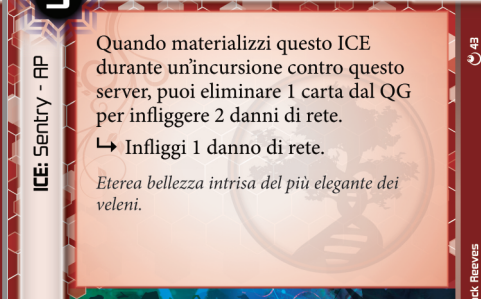 Quando materializzi questo ICE
durante un'incursione contro questo
server, puoi eliminare 1 carta dal QG
per infliggere 2 danni di rete.
↳ Infliggi 1 danno di rete.
Etere bellezza intrisa del più elegante dei
veleni.
ICE: Sentry - AP
43
Reeves